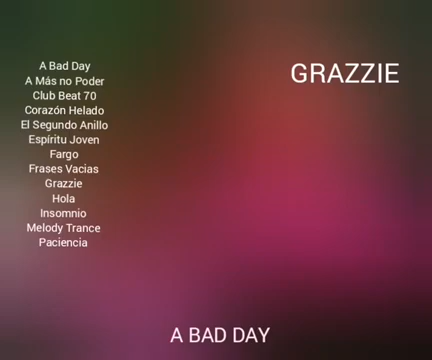 A Bad Day
A Más no Poder
Club Beat 70
Corazón Helado
El Segundo Anillo
Espíritu Joven
Fargo
Frases Vacias
Grazzie
Hola
Insomnio
Melody Trance
Paciencia
GRAZZIE
A BAD DAY